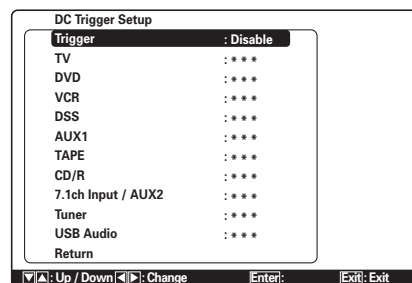 DC Trigger Setup
Trigger : Disable
TV : * * *
DVD : * * *
VCR : * * *
DSS : * * *
AUX1 : * * *
TAPE : * * *
CD/R : * * *
7.1ch Input / AUX2 : * * *
Tuner : * * *
USB Audio : * * *
Return
▼▲: Up / Down ◀▶: Change Enter: Exit: Exit